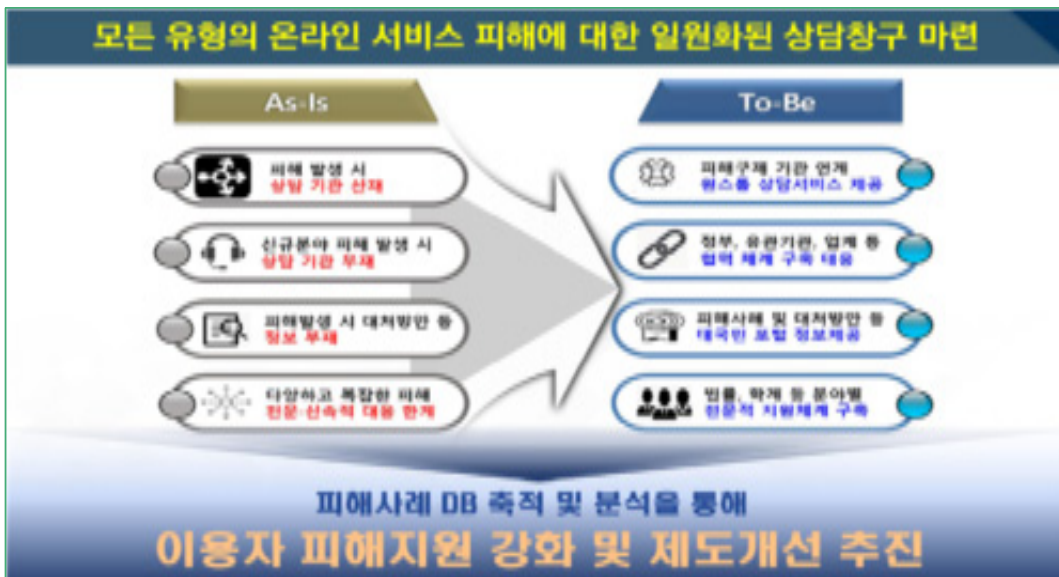 모든 유형의 온라인 서비스 피해에 대한 일원화된 상담창구 마련
As-Is
피해 발생 시
상담 기관 산재
신규분야 피해 발생 시
상담 기관 부재
피해발생 시 대처방안 등
정보 부재
다양하고 복잡한 피해
전문·신속적 대응 한계
To-Be
피해구제 기관 연계
원스톱 상담서비스 제공
정부, 유관기관, 업계 등
협력 체계 구축 대응
피해사례 및 대처방안 등
대국민 포털 정보제공
법률, 학계 등 분야별
전문적 지원체계 구축
피해사례 DB 축적 및 분석을 통해
이용자 피해지원 강화 및 제도개선 추진